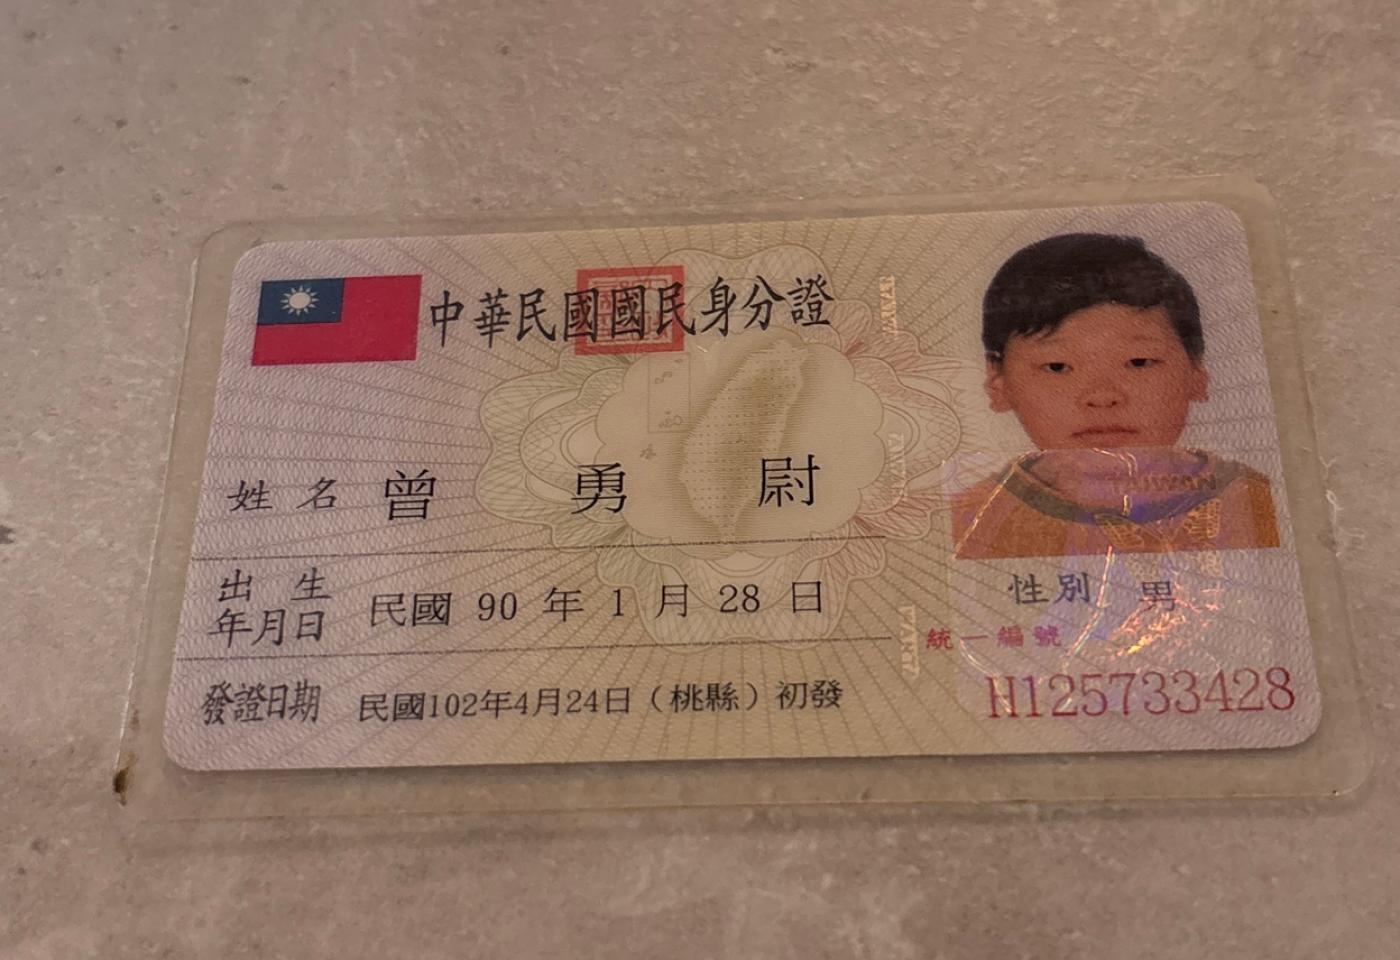 中華民國國民身分證
姓名 曾勇尉
出生年月日 民國 90 年 1 月 28 日
性別 男
統一編號
H125733428
發證日期 民國102年4月24日（桃縣）初發
TAIWAN